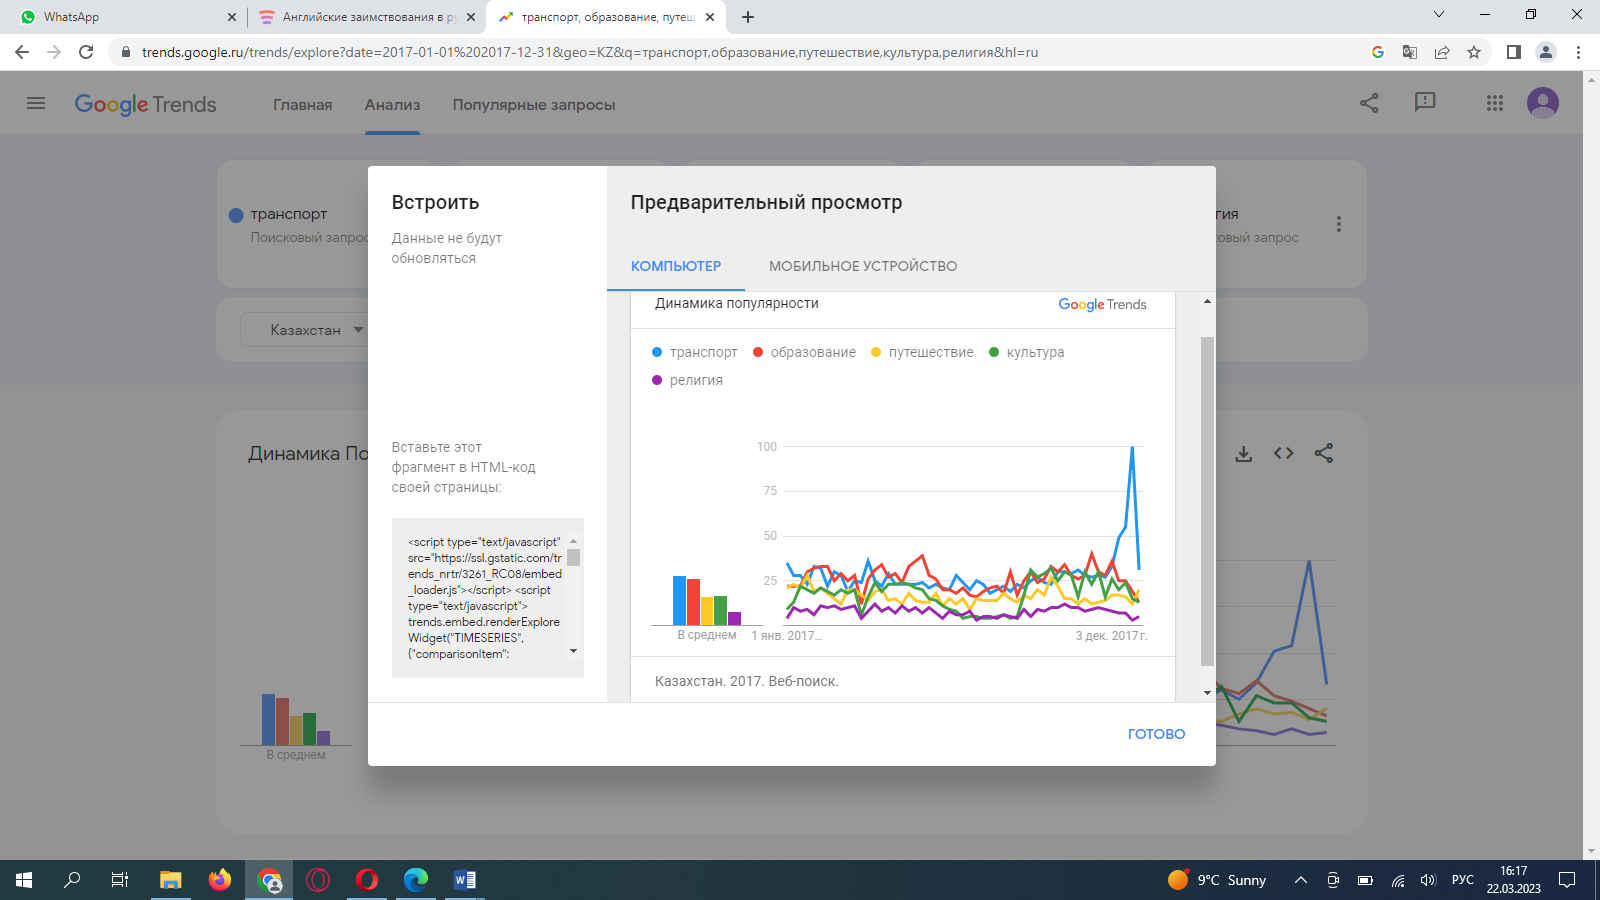 WhatsApp
Английские заимствования в ру
транспорт, образование, путеш
trends.google.ru/trends/explore?date=2017-01-01%202017-12-31&geo=KZ&q=транспорт,образование,путешествие,культура,религия&hl=ru
Google Trends
Главная
Анализ
Популярные запросы
транспорт
Поисковый запрос
гия
овый запрос
Казахстан
Динамика По
В среднем
Встроить
Данные не будут
обновляться
Вставьте этот
фрагмент в HTML-код
своей страницы:
<script type="text/javascript"
src="https://ssl.gstatic.com/tr
ends_nrtr/3261_RC08/embed
_loader.js"></script> <script
type="text/javascript">
trends.embed.renderExplore
Widget("TIMESERIES",
{"comparisonItem":
Предварительный просмотр
КОМПЬЮТЕР
МОБИЛЬНОЕ УСТРОЙСТВО
Динамика популярности
Google Trends
транспорт
образование
путешествие
культура
религия
100
75
50
25
В среднем
1 янв. 2017…
3 дек. 2017 г.
Казахстан. 2017. Веб-поиск.
ГОТОВО
9°C Sunny
РУС
16:17
22.03.2023